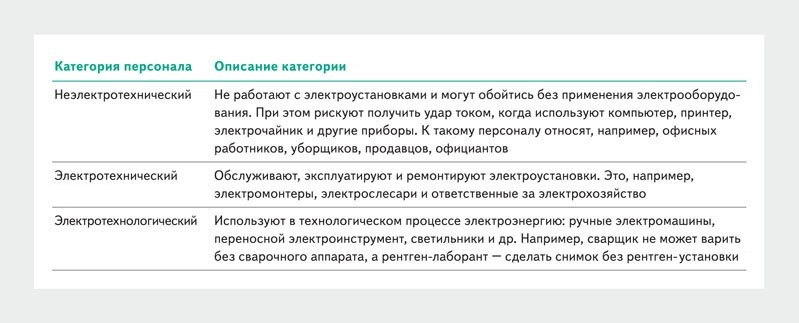 Категория персонала Описание категории
Неэлектротехнический Не работают с электроустановками и могут обойтись без применения электрооборудо-
вания. При этом рискуют получить удар током, когда используют компьютер, принтер,
электрочайник и другие приборы. К такому персоналу относят, например, офисных
работников, уборщиков, продавцов, официантов
Электротехнический Обслуживают, эксплуатируют и ремонтируют электроустановки. Это, например,
электромонтеры, электрослесари и ответственные за электрохозяйство
Электротехнологический Используют в технологическом процессе электроэнергию: ручные электромашины,
переносной электроинструмент, светильники и др. Например, сварщик не может варить
без сварочного аппарата, а рентген-лаборант — сделать снимок без рентген-установки